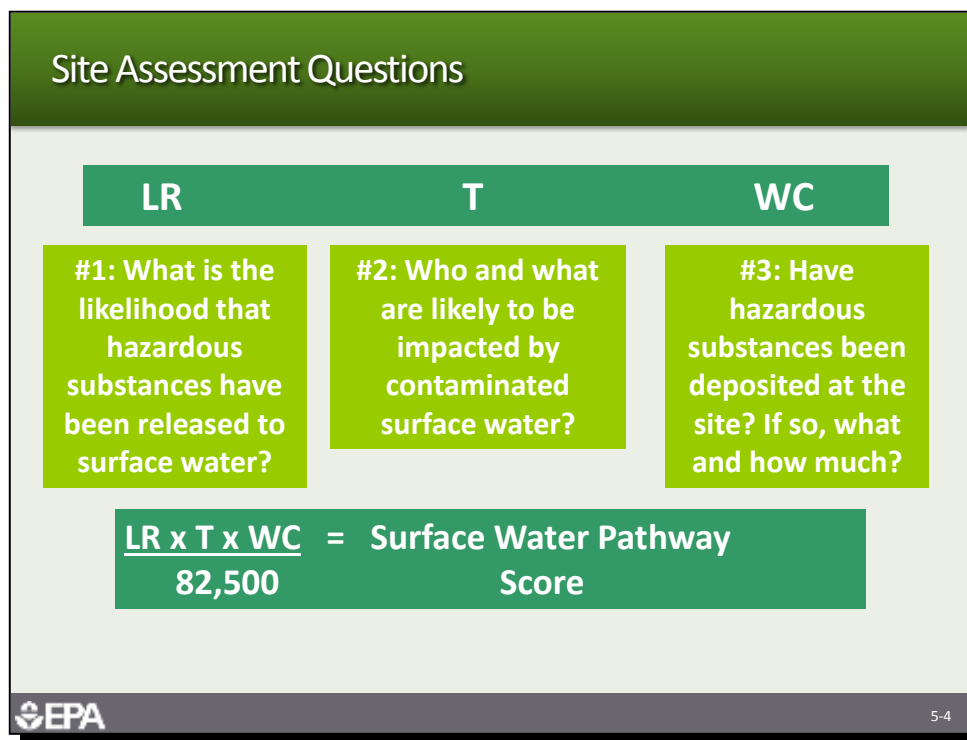 Site Assessment Questions
LR T WC
#1: What is the
likelihood that
hazardous
substances have
been released to
surface water?
#2: Who and what
are likely to be
impacted by
contaminated
surface water?
#3: Have
hazardous
substances been
deposited at the
site? If so, what
and how much?
LR x T x WC = Surface Water Pathway
82,500 Score
EPA
5-4